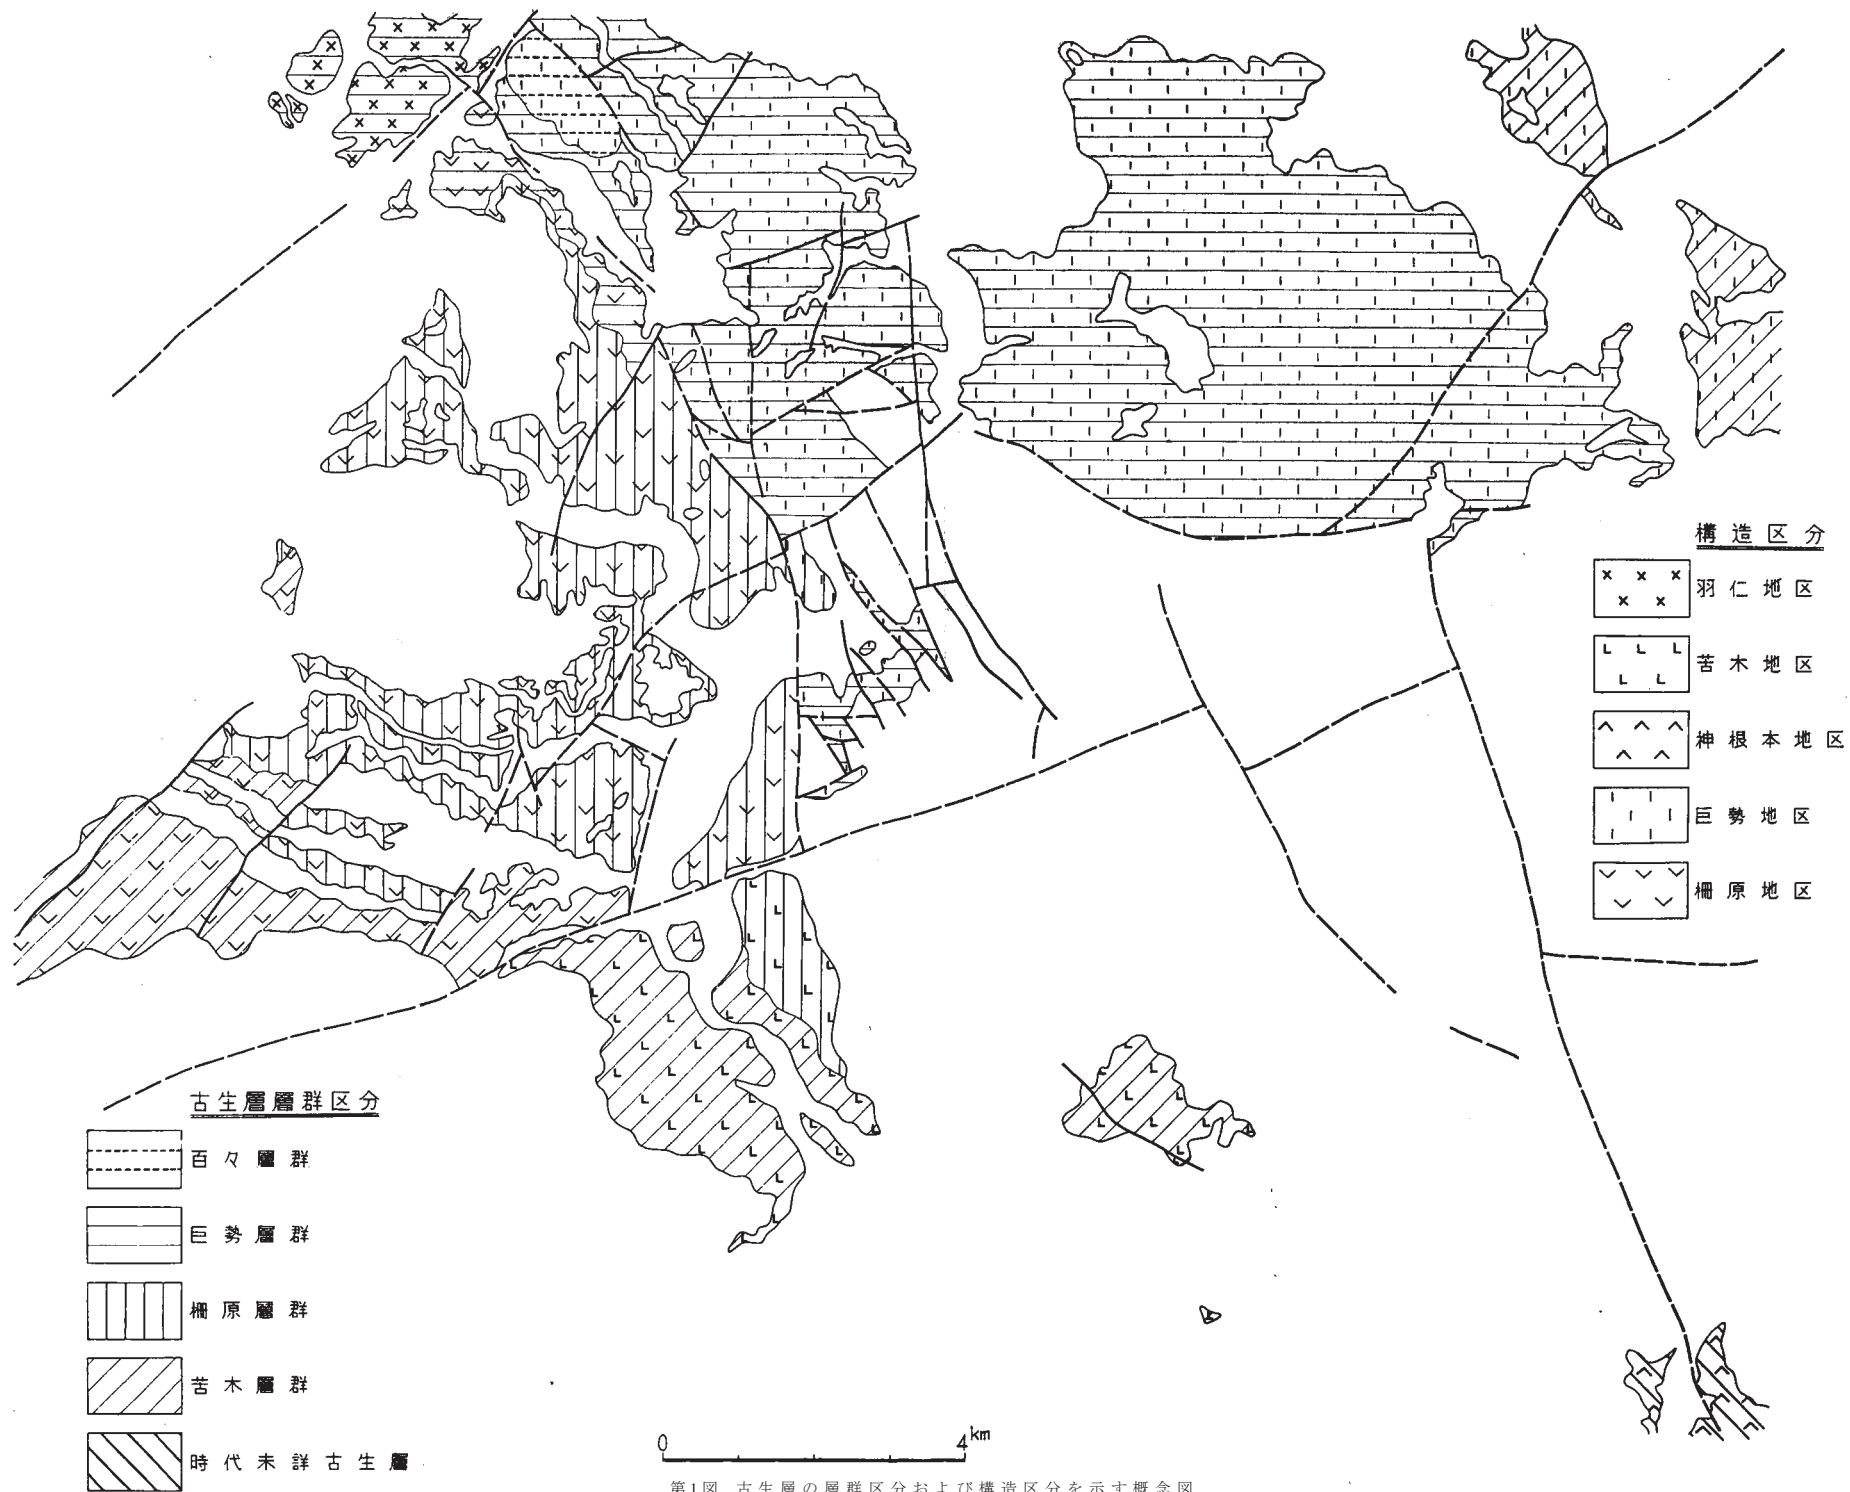 構造区分
羽仁地区
苦木地区
神根本地区
巨勢地区
柵原地区
古生層層群区分
百々層群
巨勢層群
柵原層群
苦木層群
時代未詳古生層
0 4km
第1図 古生層の層群区分および構造区分を示す概念図